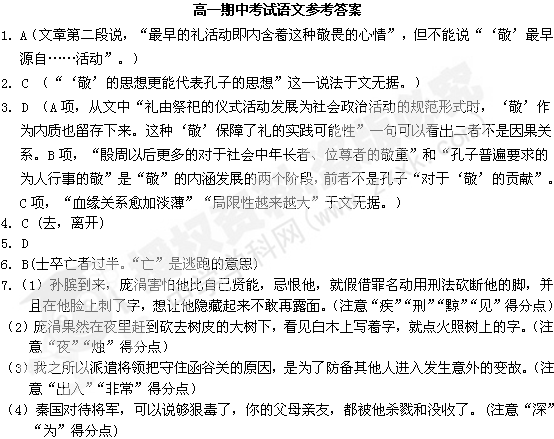 高一期中考试语文参考答案
1. A（文章第二段说，“最早的礼活动即内含着这种敬畏的心情”，但不能说“‘敬’最早
源自……活动”。）
2. C （“‘敬’的思想更能代表孔子的思想”这一说法于文无据。）
3. D （A项，从文中“礼由祭祀的仪式活动发展为社会政治活动的规范形式时，‘敬’作
为内质也留存下来。这种‘敬’保障了礼的实践可能性”一句可以看出二者不是因果关
系。B项，“殷周以后更多的对于社会中年长者、位尊者的敬重”和“孔子普遍要求的
为人行事的敬”是“敬”的内涵发展的两个阶段，前者不是孔子“对于‘敬’的贡献”。
C项，“血缘关系愈加淡薄”“局限性越来越大”于文无据。）
4. C（去，离开）
5. D
6. B(士卒亡者过半。“亡”是逃跑的意思)
7.（1）孙膑到来，庞涓害怕他比自己贤能，忌恨他，就假借罪名动用刑法砍断他的脚，并
且在他脸上刺了字，想让他隐藏起来不敢再露面。（注意“疾”“刑”“黥”“见”得分点）
（2）庞涓果然在夜里赶到砍去树皮的大树下，看见白木上写着字，就点火照树上的字。（注
意“夜”“烛”得分点）
（3）我之所以派遣将领把守住函谷关的原因，是为了防备其他人进入发生意外的变故。（注
意“出入”“非常”得分点）
（4）秦国对待将军，可以说够狠毒了，你的父母亲友，都被他杀戮和没收了。(注意“深”
“为”得分点）